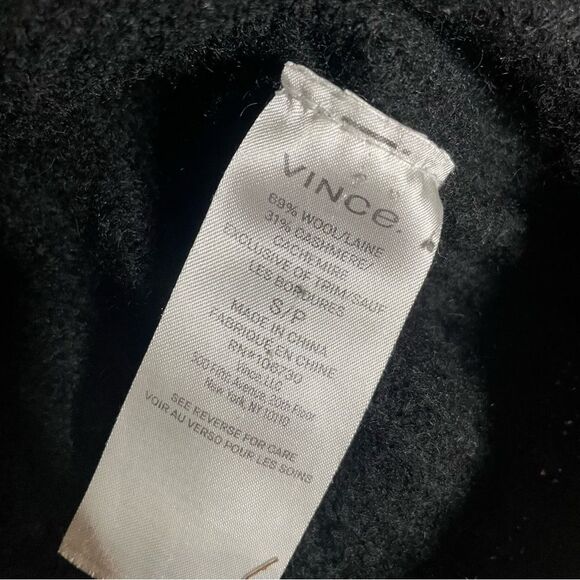 VINCE.
69% WOOL/LAINE
31% CASHMERE/
CACHEMIRE
EXCLUSIVE OF TRIM/SAUF
LES BORDURES
S/P
MADE IN CHINA
FABRIQUÉ EN CHINE
RN#106730
Vince, LLC
500 Fifth Avenue, 20th Floor
New York, NY 10110
SEE REVERSE FOR CARE
VOIR AU VERSO POUR LES SOINS